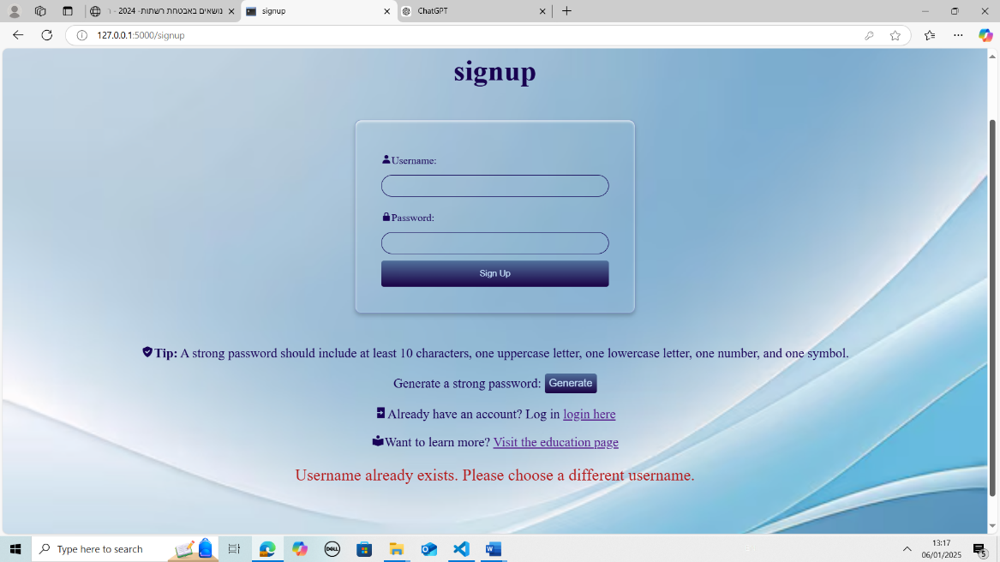 נושאים באבטחת רשתות- 2024 - ר
signup
ChatGPT
127.0.0.1:5000/signup
signup
Username:
Password:
Sign Up
Tip: A strong password should include at least 10 characters, one uppercase letter, one lowercase letter, one number, and one symbol.
Generate a strong password: Generate
Already have an account? Log in login here
Want to learn more? Visit the education page
Username already exists. Please choose a different username.
Type here to search
DELL
13:17
06/01/2025
5